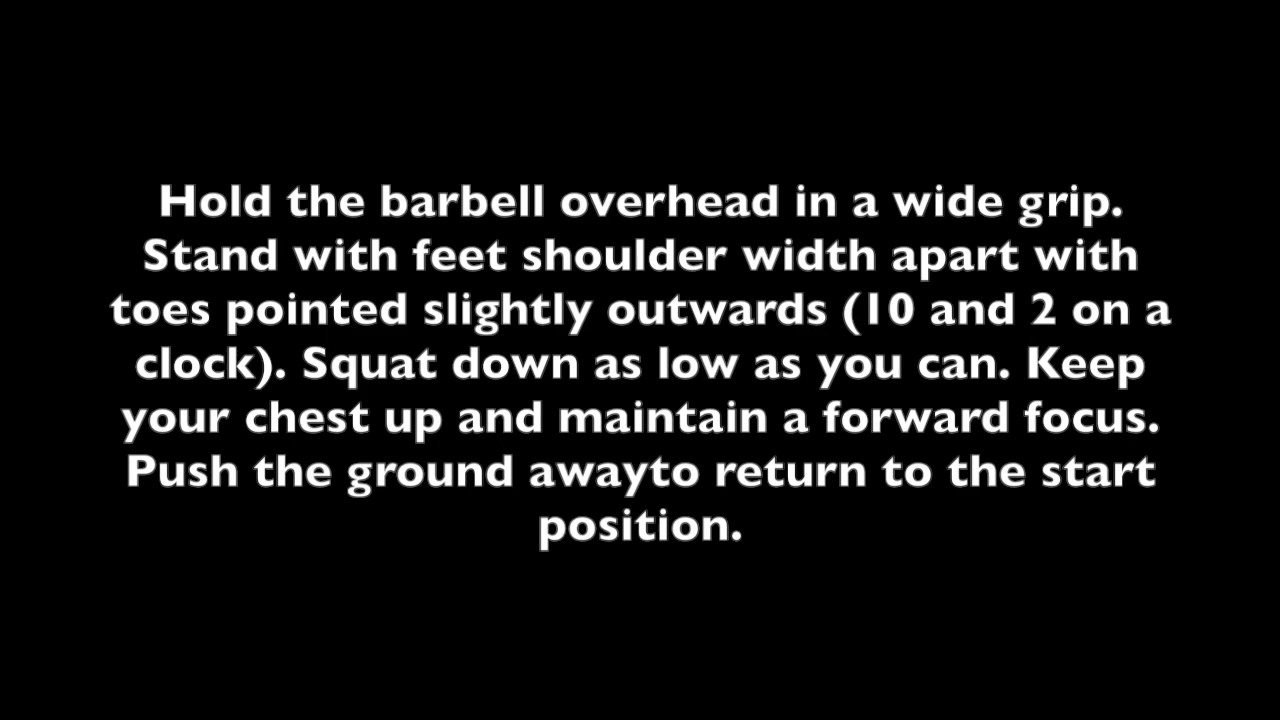 Hold the barbell overhead in a wide grip.
Stand with feet shoulder width apart with
toes pointed slightly outwards (10 and 2 on a
clock). Squat down as low as you can. Keep
your chest up and maintain a forward focus.
Push the ground awayto return to the start
position.